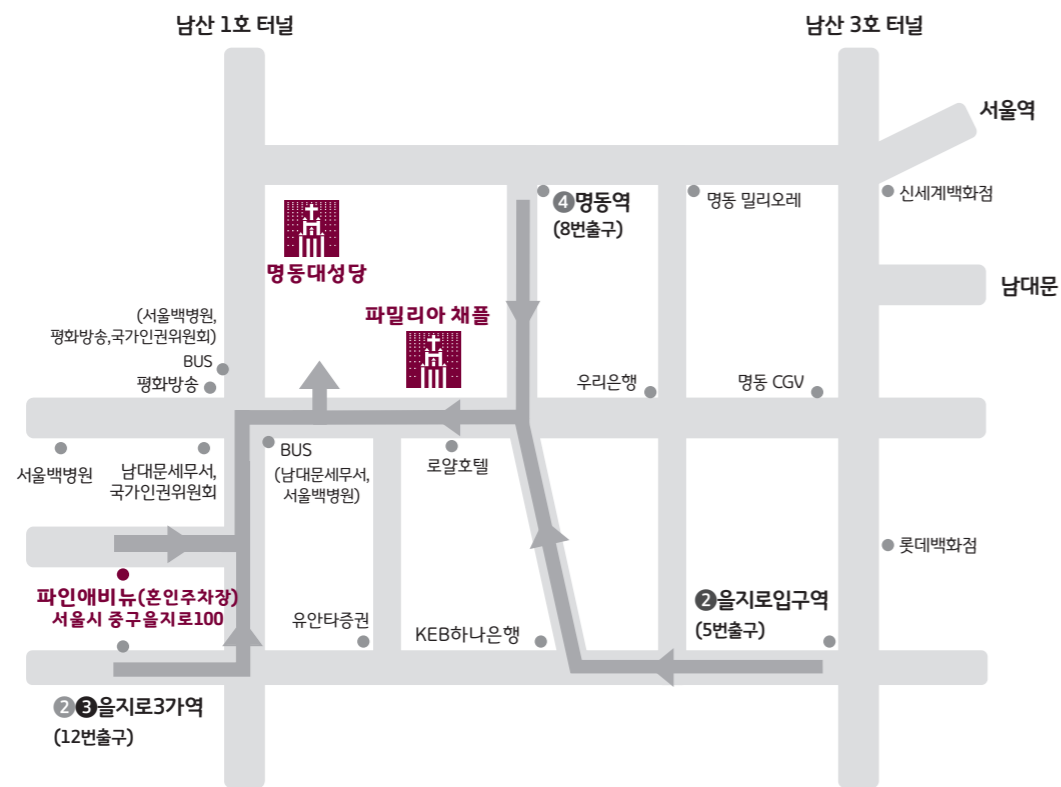 남산 1호 터널
남산 3호 터널
서울역
4명동역
(8번출구)
명동 밀리오레
신세계백화점
명동대성당
남대문
파밀리아 채플
(서울백병원,
평화방송,국가인권위원회)
BUS
평화방송
우리은행
명동 CGV
서울백병원
남대문세무서,
국가인권위원회
BUS
(남대문세무서,
서울백병원)
로얄호텔
롯데백화점
파인애비뉴(혼인주차장)
서울시 중구을지로100
유안타증권
KEB하나은행
2을지로입구역
(5번출구)
2 3을지로3가역
(12번출구)